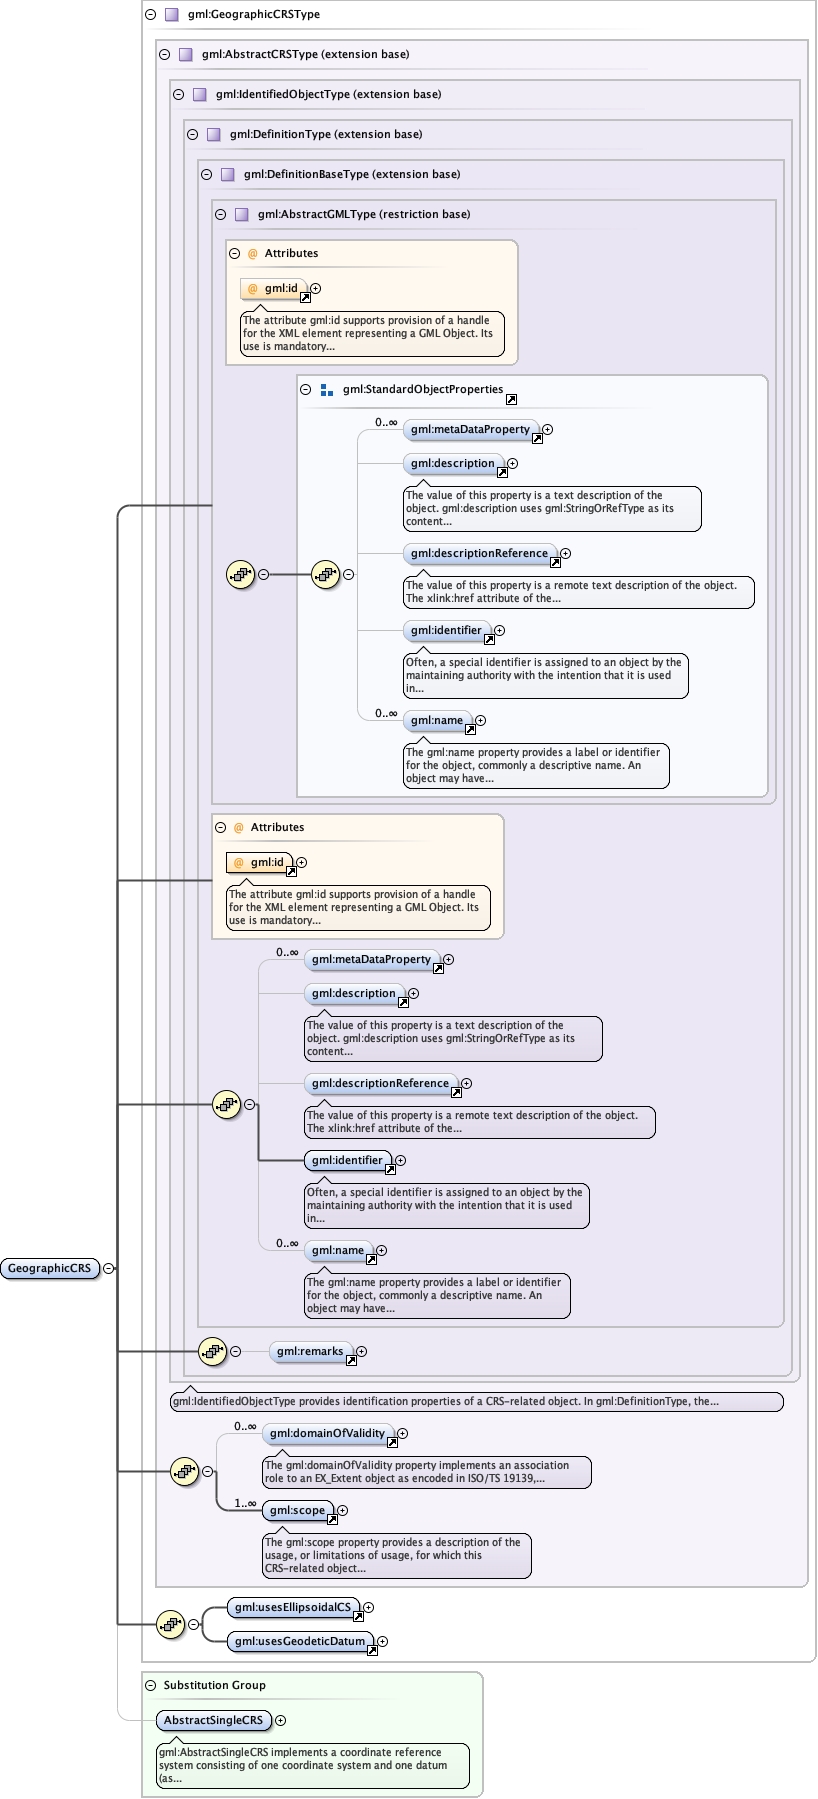 gml:GeographicCRSType
gml:AbstractCRSType (extension base)
gml:IdentifiedObjectType (extension base)
gml:DefinitionType (extension base)
gml:DefinitionBaseType (extension base)
gml:AbstractGMLType (restriction base)
@ Attributes
@ gml:id
The attribute gml:id supports provision of a handle
for the XML element representing a GML Object. Its
use is mandatory...
gml:StandardObjectProperties
0..∞
gml:metaDataProperty
gml:description
The value of this property is a text description of the
object. gml:description uses gml:StringOrRefType as its
content...
gml:descriptionReference
The value of this property is a remote text description of the object.
The xlink:href attribute of the...
gml:identifier
Often, a special identifier is assigned to an object by the
maintaining authority with the intention that it is used
in...
0..∞
gml:name
The gml:name property provides a label or identifier
for the object, commonly a descriptive name. An
object may have...
@ Attributes
@ gml:id
The attribute gml:id supports provision of a handle
for the XML element representing a GML Object. Its
use is mandatory...
0..∞
gml:metaDataProperty
gml:description
The value of this property is a text description of the
object. gml:description uses gml:StringOrRefType as its
content...
gml:descriptionReference
The value of this property is a remote text description of the object.
The xlink:href attribute of the...
gml:identifier
Often, a special identifier is assigned to an object by the
maintaining authority with the intention that it is used
in...
0..∞
gml:name
GeographicCRS
The gml:name property provides a label or identifier
for the object, commonly a descriptive name. An
object may have...
gml:remarks
gml:IdentifiedObjectType provides identification properties of a CRS-related object. In gml:DefinitionType, the...
0..∞
gml:domainOfValidity
The gml:domainOfValidity property implements an association
role to an EX_Extent object as encoded in ISO/TS 19139,...
1..∞
gml:scope
The gml:scope property provides a description of the
usage, or limitations of usage, for which this
CRS-related object...
gml:usesEllipsoidalCS
gml:usesGeodeticDatum
Substitution Group
AbstractSingleCRS
gml:AbstractSingleCRS implements a coordinate reference
system consisting of one coordinate system and one datum
(as...